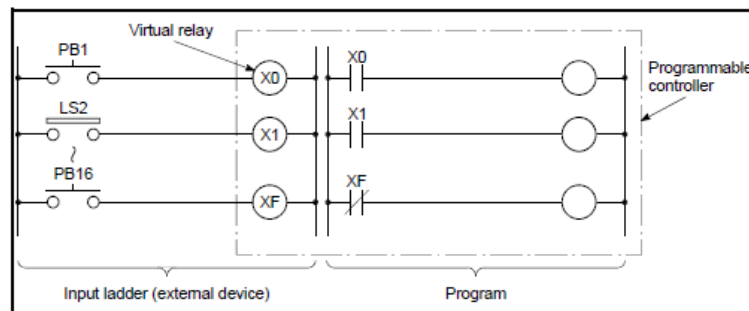 Virtual relay
PB1
X0
X0
Programmable
controller
LS2
X1
X1
PB16
XF
XF
Input ladder (external device)
Program